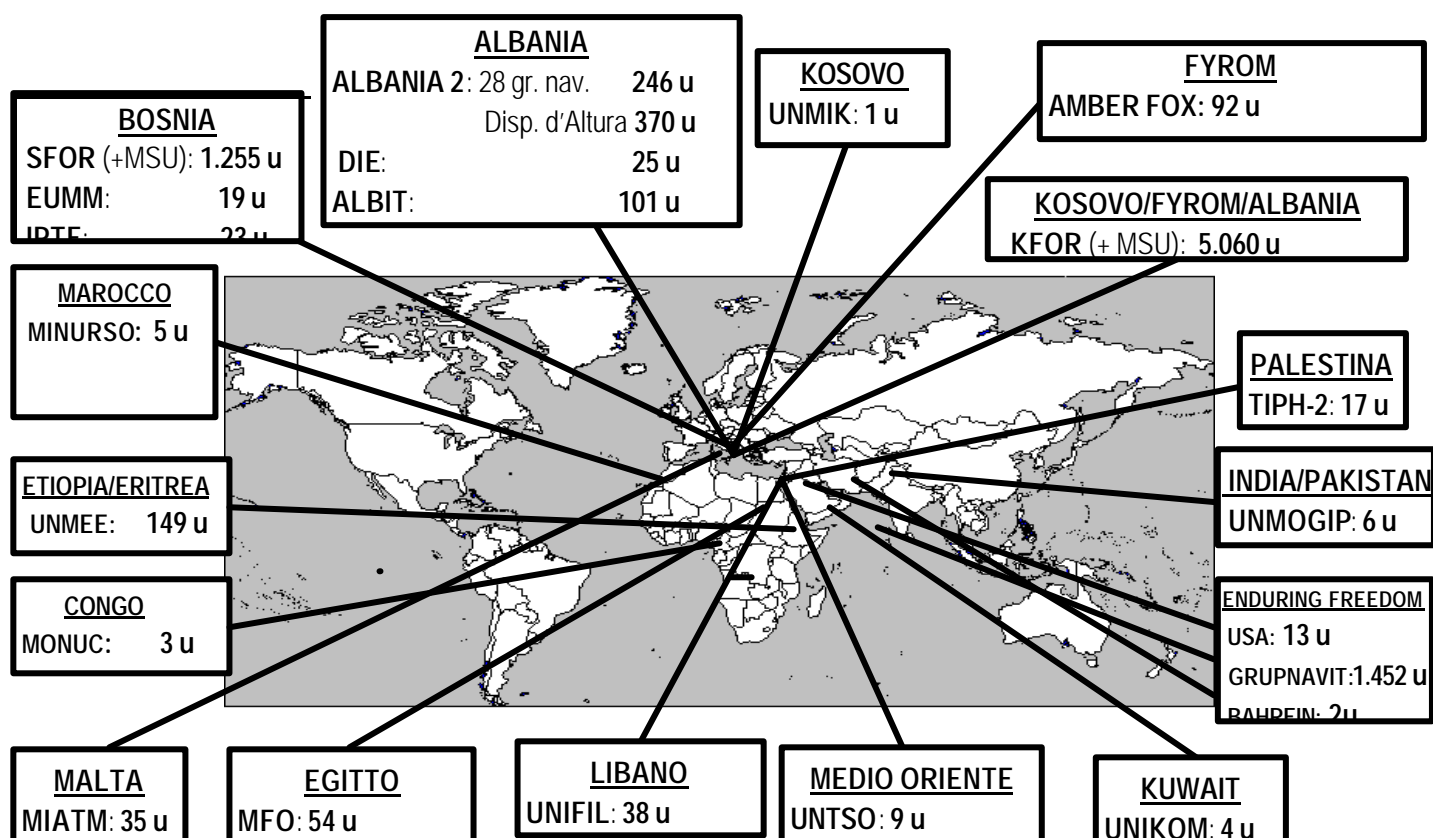 ALBANIA
ALBANIA 2: 28 gr. nav. 246 u
Disp. d'Altura 370 u
DIE: 25 u
ALBIT: 101 u
KOSOVO
UNMIK: 1 u
FYROM
AMBER FOX: 92 u
BOSNIA
SFOR (+MSU): 1.255 u
EUMM: 19 u
IPTF: 23 u
KOSOVO/FYROM/ALBANIA
KFOR (+ MSU): 5.060 u
MAROCCO
MINURSO: 5 u
PALESTINA
TIPH-2: 17 u
ETIOPIA/ERITREA
UNMEE: 149 u
INDIA/PAKISTAN
UNMOGIP: 6 u
CONGO
MONUC: 3 u
ENDURING FREEDOM
USA: 13 u
GRUPNAVIT:1.452 u
BAHREIN: 2u
MALTA
MIATM: 35 u
EGITTO
MFO: 54 u
LIBANO
UNIFIL: 38 u
MEDIO ORIENTE
UNTSO: 9 u
KUWAIT
UNIKOM: 4 u